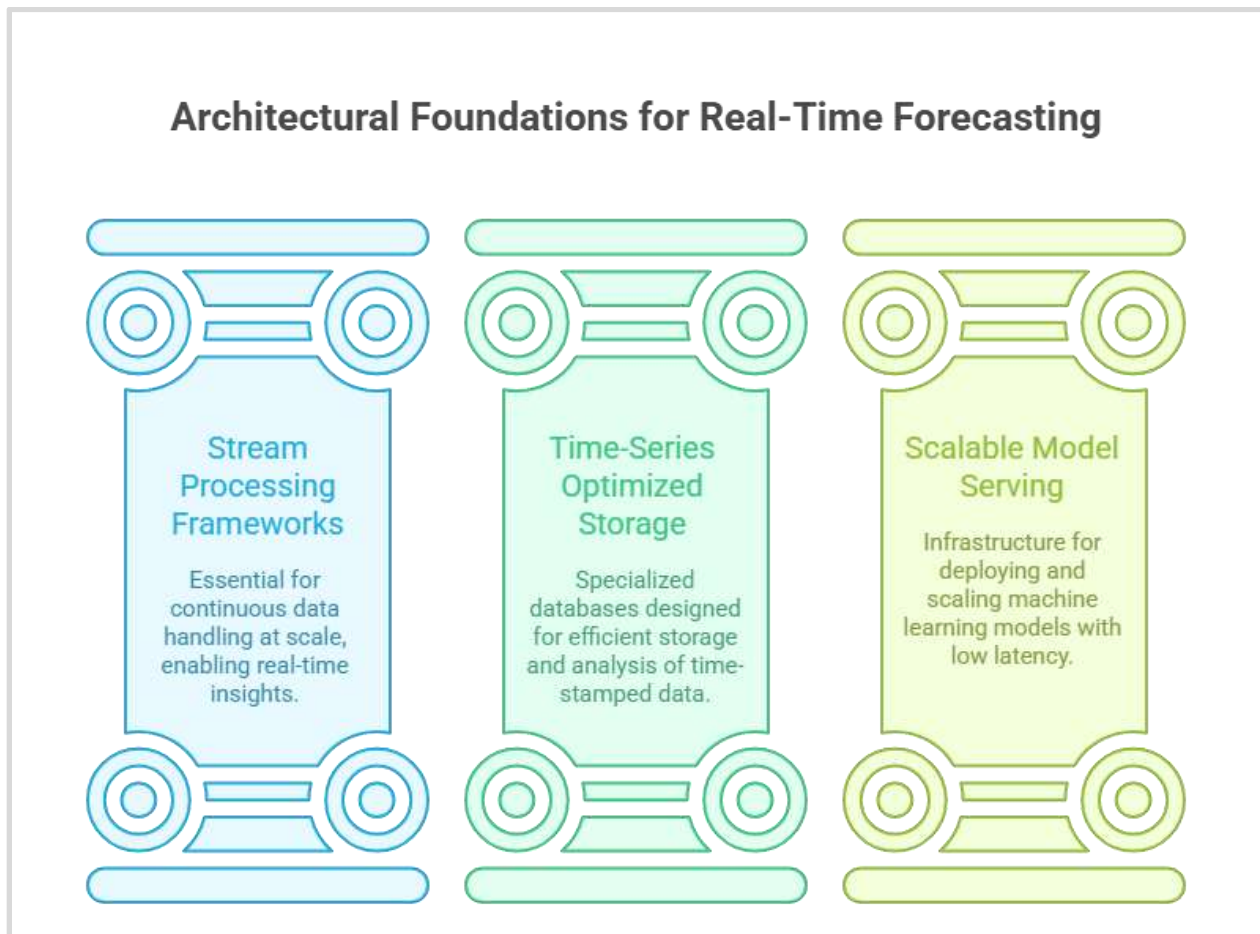 Architectural Foundations for Real-Time Forecasting
Stream
Processing
Frameworks
Essential for
continuous data
handling at scale,
enabling real-time
insights.
Time-Series
Optimized
Storage
Specialized
databases designed
for efficient storage
and analysis of time-
stamped data.
Scalable Model
Serving
Infrastructure for
deploying and
scaling machine
learning models with
low latency.